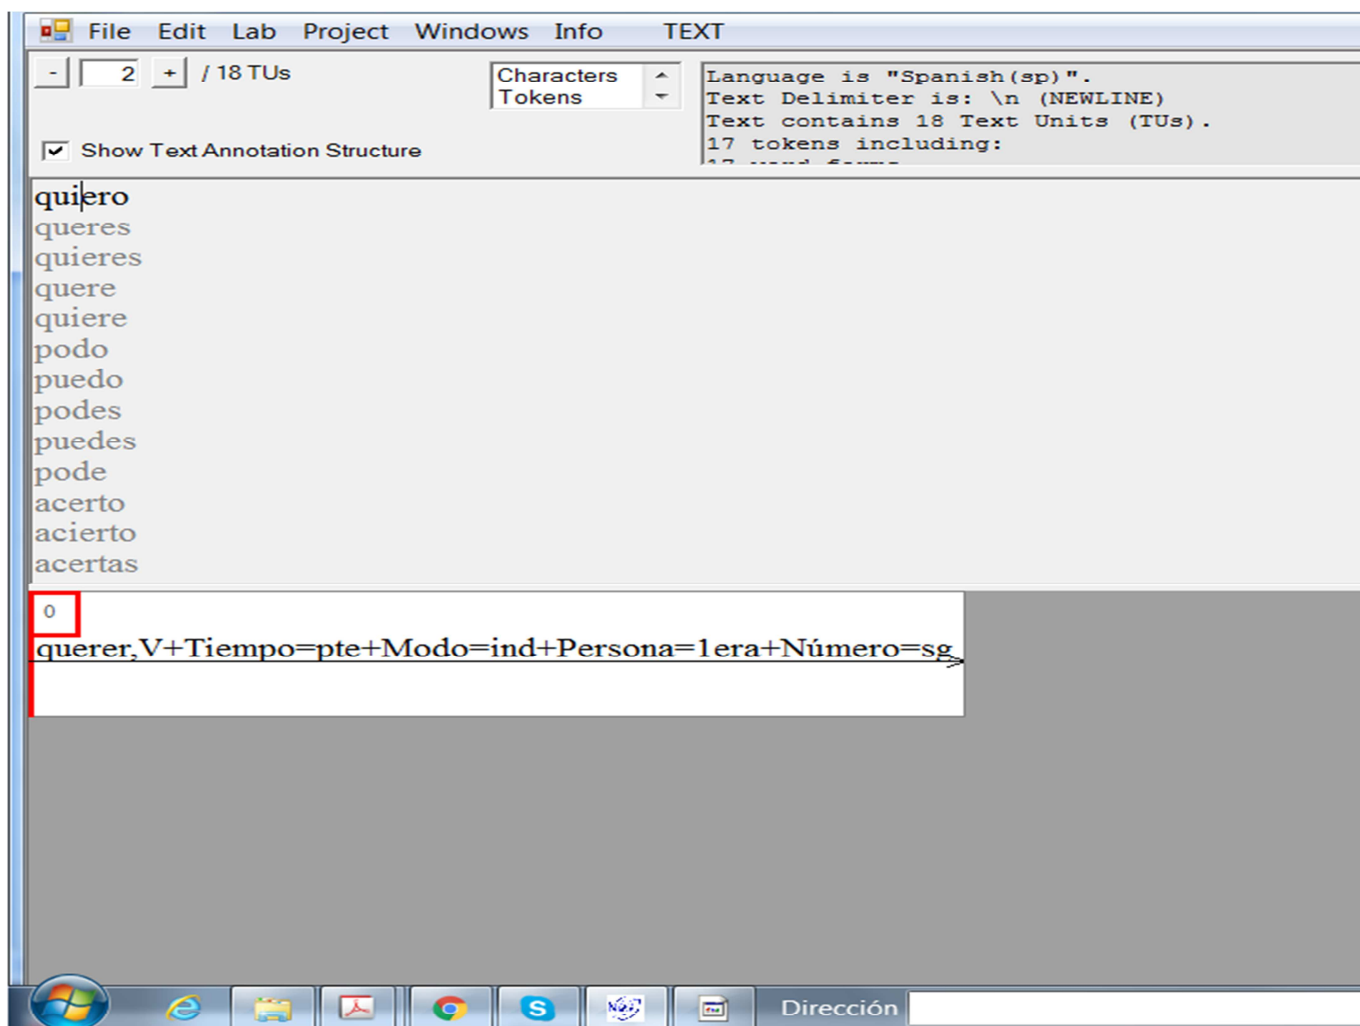 File Edit Lab Project Windows Info TEXT
- 2 + / 18 TUs
Characters
Tokens
Show Text Annotation Structure
Language is "Spanish(sp)".
Text Delimiter is: \n (NEWLINE)
Text contains 18 Text Units (TUs).
17 tokens including:
quiero
queres
quieres
quere
quiere
podo
puedo
podes
puedes
pode
acerto
acierto
acertas
0
querer,V+Tiempo=pte+Modo=ind+Persona=1era+Número=sg
Dirección